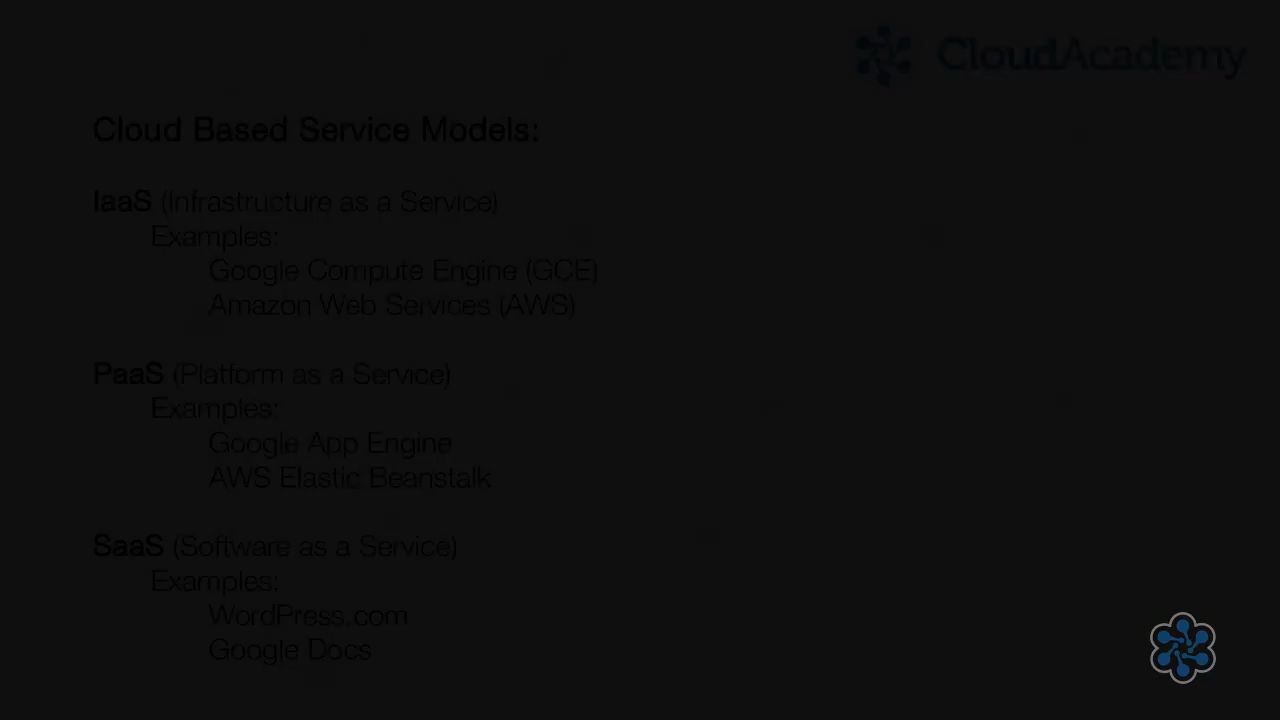 CloudAcademy
Cloud Based Service Models:
IaaS (Infrastructure as a Service)
Examples:
Google Compute Engine (GCE)
Amazon Web Services (AWS)
PaaS (Platform as a Service)
Examples:
Google App Engine
AWS Elastic Beanstalk
SaaS (Software as a Service)
Examples:
WordPress.com
Google Docs